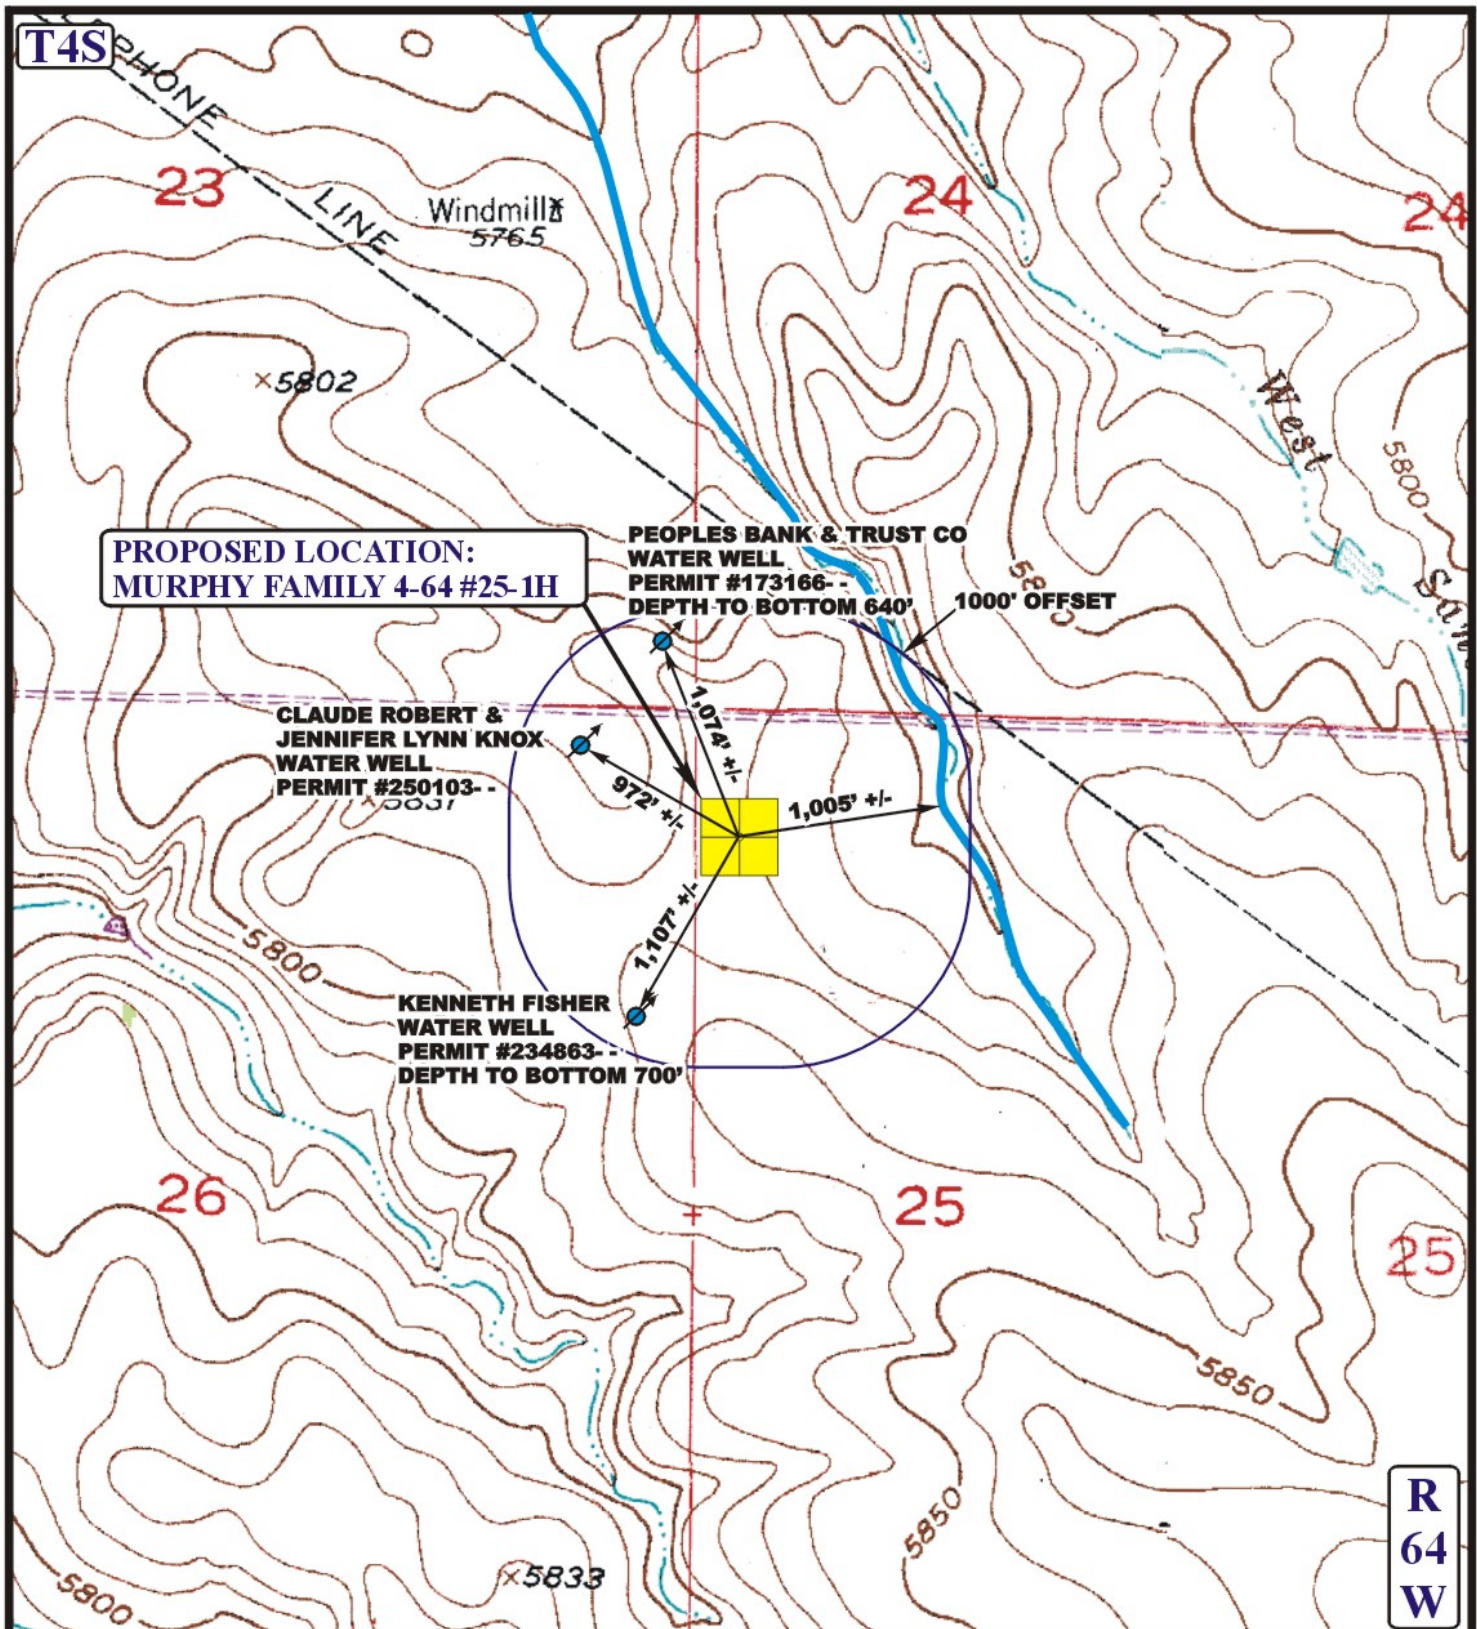 T4S
PHONE
LINE
23
Windmill
5765
24
24
West
5802
5800
PROPOSED LOCATION:
MURPHY FAMILY 4-64 #25-1H
PEOPLES BANK & TRUST CO
WATER WELL
PERMIT #173166- -
DEPTH TO BOTTOM 640'
1000' OFFSET
CLAUDE ROBERT &
JENNIFER LYNN KNOX
WATER WELL
PERMIT #250103- -
5837
1,074' +/-
972' +/-
1,005' +/-
1,107' +/-
5800
KENNETH FISHER
WATER WELL
PERMIT #234863- -
DEPTH TO BOTTOM 700'
26
25
25
5850
5850
5833
5800
R
64
W